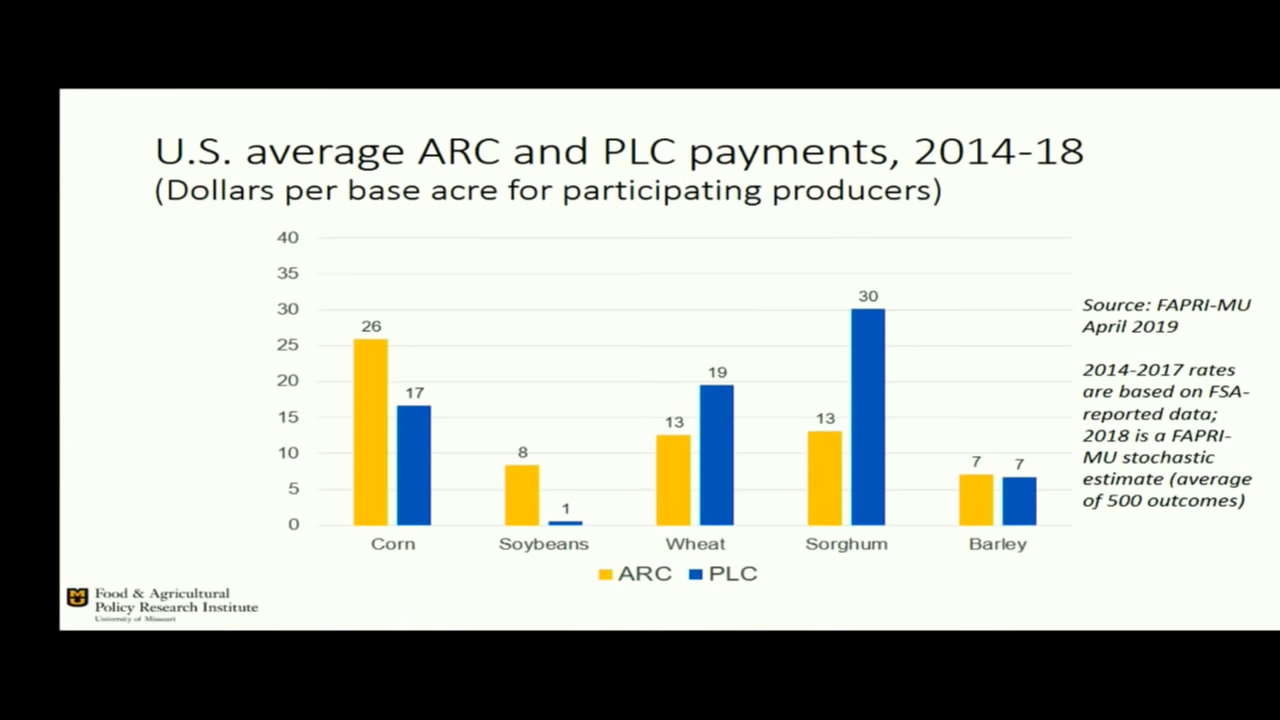 U.S. average ARC and PLC payments, 2014-18
(Dollars per base acre for participating producers)
40
35
30
25
20
15
10
5
0
26
17
8
1
13
19
13
30
7
7
Corn
Soybeans
Wheat
Sorghum
Barley
ARC
PLC
Source: FAPRI-MU
April 2019
2014-2017 rates
are based on FSA-
reported data;
2018 is a FAPRI-
MU stochastic
estimate (average
of 500 outcomes)
Food & Agricultural
Policy Research Institute
University of Missouri